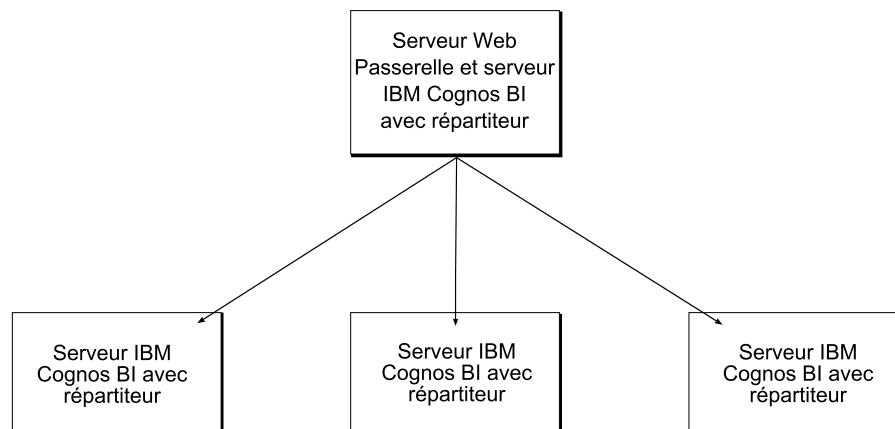 Serveur Web
Passerelle et serveur
IBM Cognos BI
avec répartiteur
Serveur IBM
Cognos BI avec
répartiteur
Serveur IBM
Cognos BI avec
répartiteur
Serveur IBM
Cognos BI avec
répartiteur